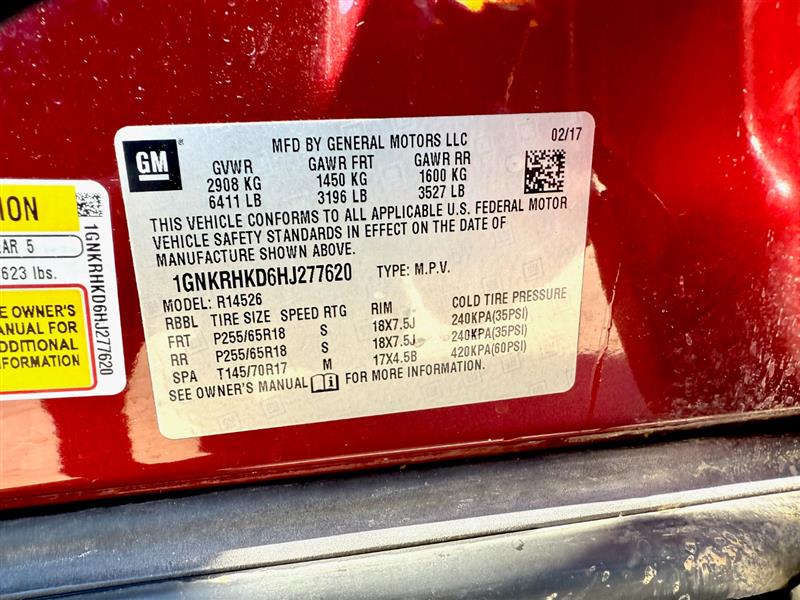 MFD BY GENERAL MOTORS LLC 02/17
GM
GVWR GAWR FRT GAWR RR
2908 KG 1450 KG 1600 KG
6411 LB 3196 LB 3527 LB
THIS VEHICLE CONFORMS TO ALL APPLICABLE U.S. FEDERAL MOTOR
VEHICLE SAFETY STANDARDS IN EFFECT ON THE DATE OF
MANUFACTURE SHOWN ABOVE.
1GNKRHKD6HJ277620 TYPE: M.P.V.
MODEL: R14526
RBBL TIRE SIZE SPEED RTG RIM COLD TIRE PRESSURE
FRT P255/65R18 S 18X7.5J 240KPA(35PSI)
RR P255/65R18 S 18X7.5J 240KPA(35PSI)
SPA T145/70R17 M 17X4.5B 420KPA(60PSI)
SEE OWNER'S MANUAL FOR MORE INFORMATION.
ION
AR 5
623 lbs.
E OWNER'S
ANUAL FOR
DDITIONAL
FORMATION
1GNKRHKD6HJ277620